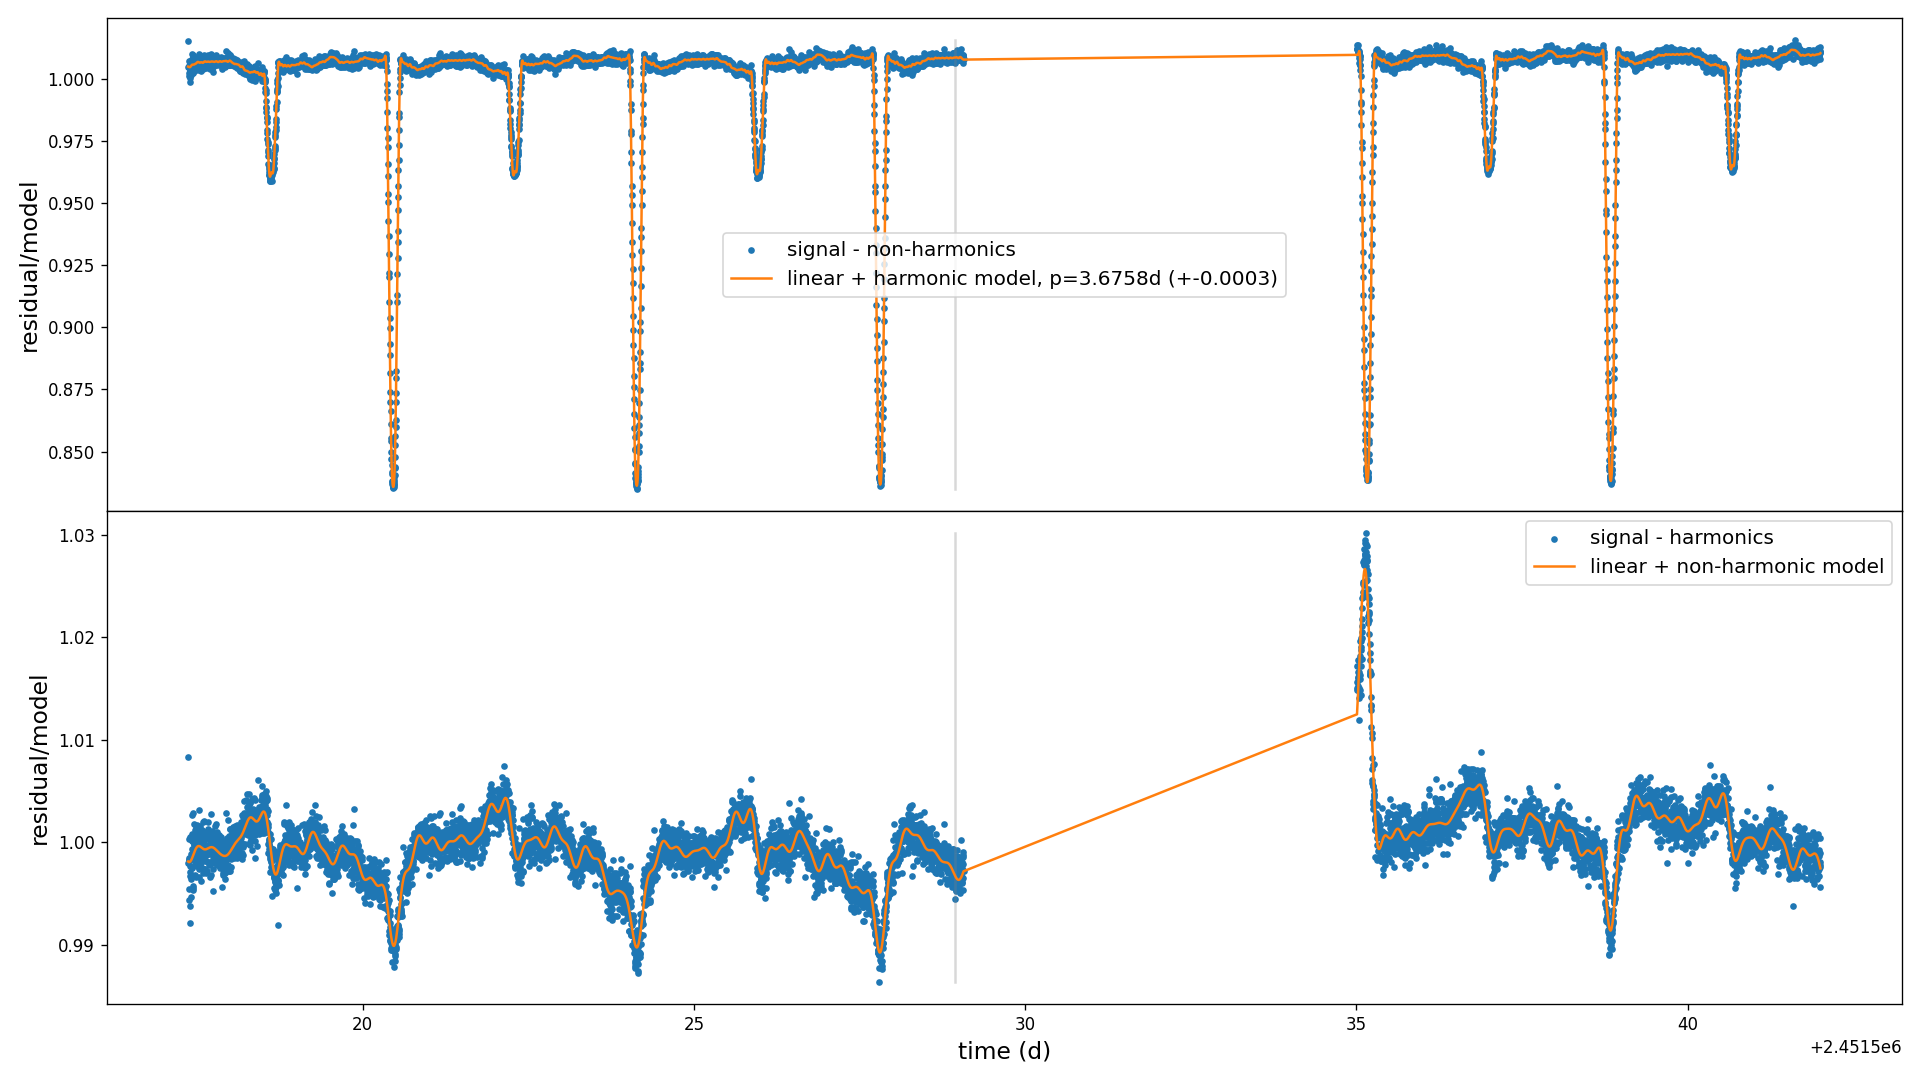 1.000
0.975
0.950
0.925
0.900
0.875
0.850
residual/model
signal - non-harmonics
linear + harmonic model, p=3.6758d (+-0.0003)
1.03
1.02
1.01
1.00
0.99
residual/model
signal - harmonics
linear + non-harmonic model
20 25 30 35 40
time (d)
+2.4515e6